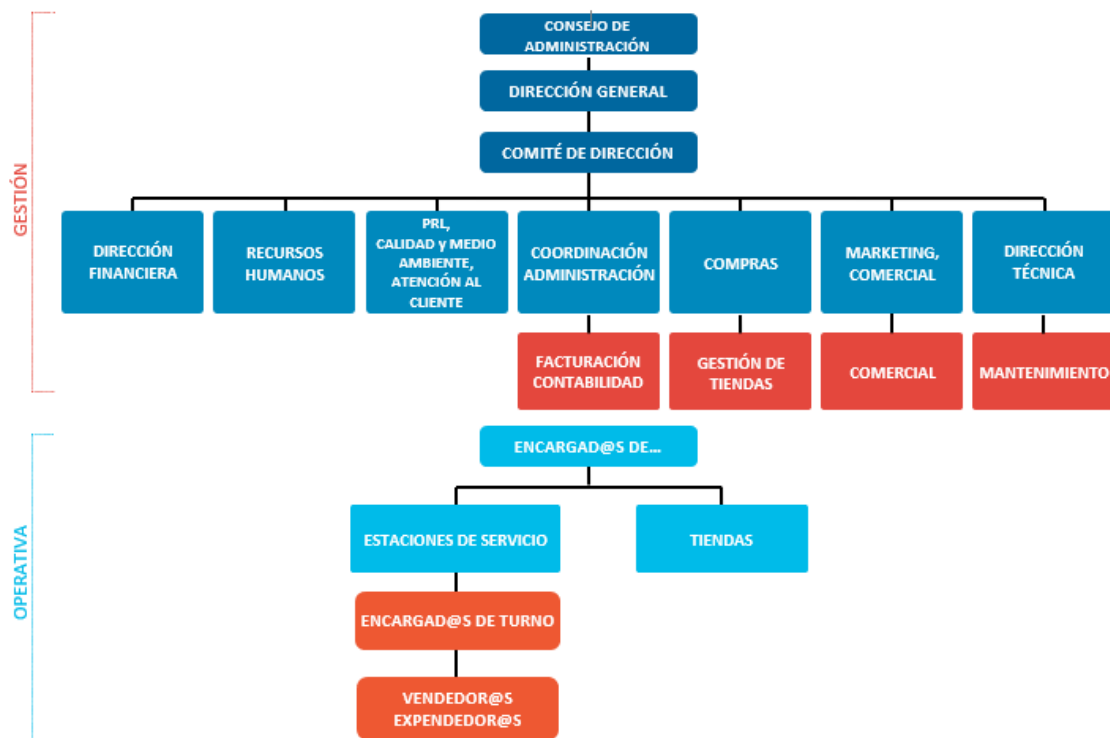 CONSEJO DE
ADMINISTRACIÓN
DIRECCIÓN GENERAL
COMITÉ DE DIRECCIÓN
GESTIÓN
DIRECCIÓN
FINANCIERA
RECURSOS
HUMANOS
PRL,
CALIDAD y MEDIO
AMBIENTE,
ATENCIÓN AL
CLIENTE
COORDINACIÓN
ADMINISTRACIÓN
COMPRAS
MARKETING,
COMERCIAL
DIRECCIÓN
TÉCNICA
FACTURACIÓN
CONTABILIDAD
GESTIÓN DE
TIENDAS
COMERCIAL
MANTENIMIENTO
OPERATIVA
ENCARGAD@S DE...
ESTACIONES DE SERVICIO
TIENDAS
ENCARGAD@S DE TURNO
VENDEDOR@S
EXPENDEDOR@S